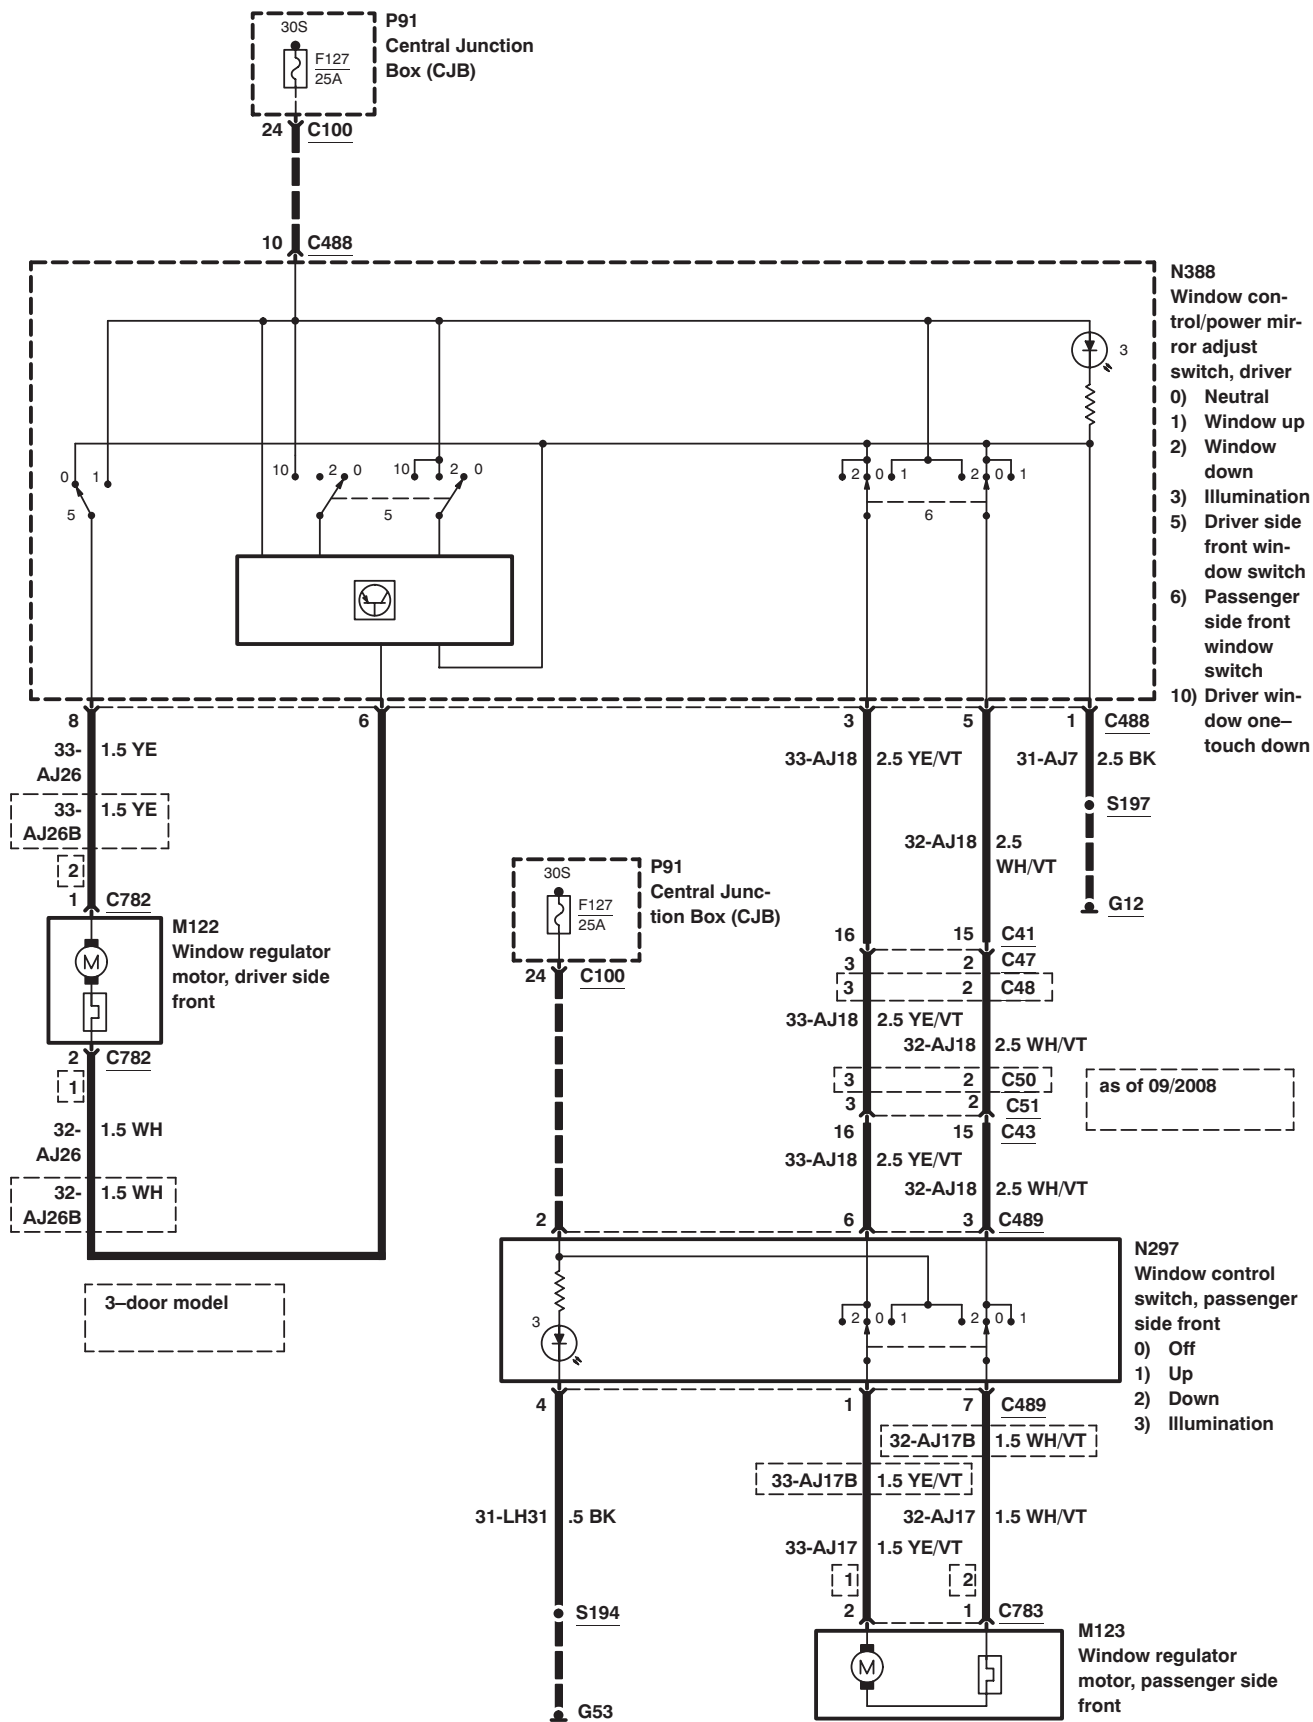 30S
F127
25A
P91
Central Junction
Box (CJB)
24 C100
10 C488
N388
Window con-
trol/power mir-
ror adjust
switch, driver
0) Neutral
1) Window up
2) Window
down
3) Illumination
5) Driver side
front win-
dow switch
6) Passenger
side front
window
switch
10) Driver win-
dow one–
touch down
3
0 1
10 2 0
10 2 0
2 0 1
2 0 1
5
5
6
8 6 3 5 1 C488
33-
AJ26
1.5 YE
33-
AJ26B
1.5 YE
2
1 C782
M122
Window regulator
motor, driver side
front
M
2 C782
1
32-
AJ26
1.5 WH
32-
AJ26B
1.5 WH
3–door model
33-AJ18 2.5 YE/VT
31-AJ7 2.5 BK
S197
G12
32-AJ18 2.5
WH/VT
30S
F127
25A
P91
Central Junc-
tion Box (CJB)
24 C100
16 15 C41
3 2 C47
3 2 C48
33-AJ18 2.5 YE/VT
32-AJ18 2.5 WH/VT
3 2 C50
3 2 C51
as of 09/2008
16 15 C43
33-AJ18 2.5 YE/VT
32-AJ18 2.5 WH/VT
2 6 3 C489
N297
Window control
switch, passenger
side front
0) Off
1) Up
2) Down
3) Illumination
3
2 0 1
2 0 1
4 1 7 C489
32-AJ17B 1.5 WH/VT
33-AJ17B 1.5 YE/VT
31-LH31 .5 BK
32-AJ17 1.5 WH/VT
33-AJ17 1.5 YE/VT
1 2
2 1 C783
S194
G53
M
M123
Window regulator
motor, passenger side
front